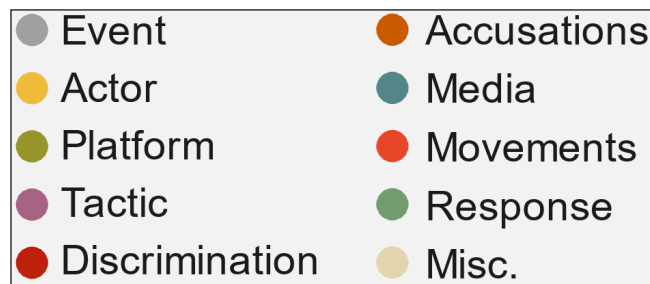 Event
Actor
Platform
Tactic
Discrimination
Accusations
Media
Movements
Response
Misc.